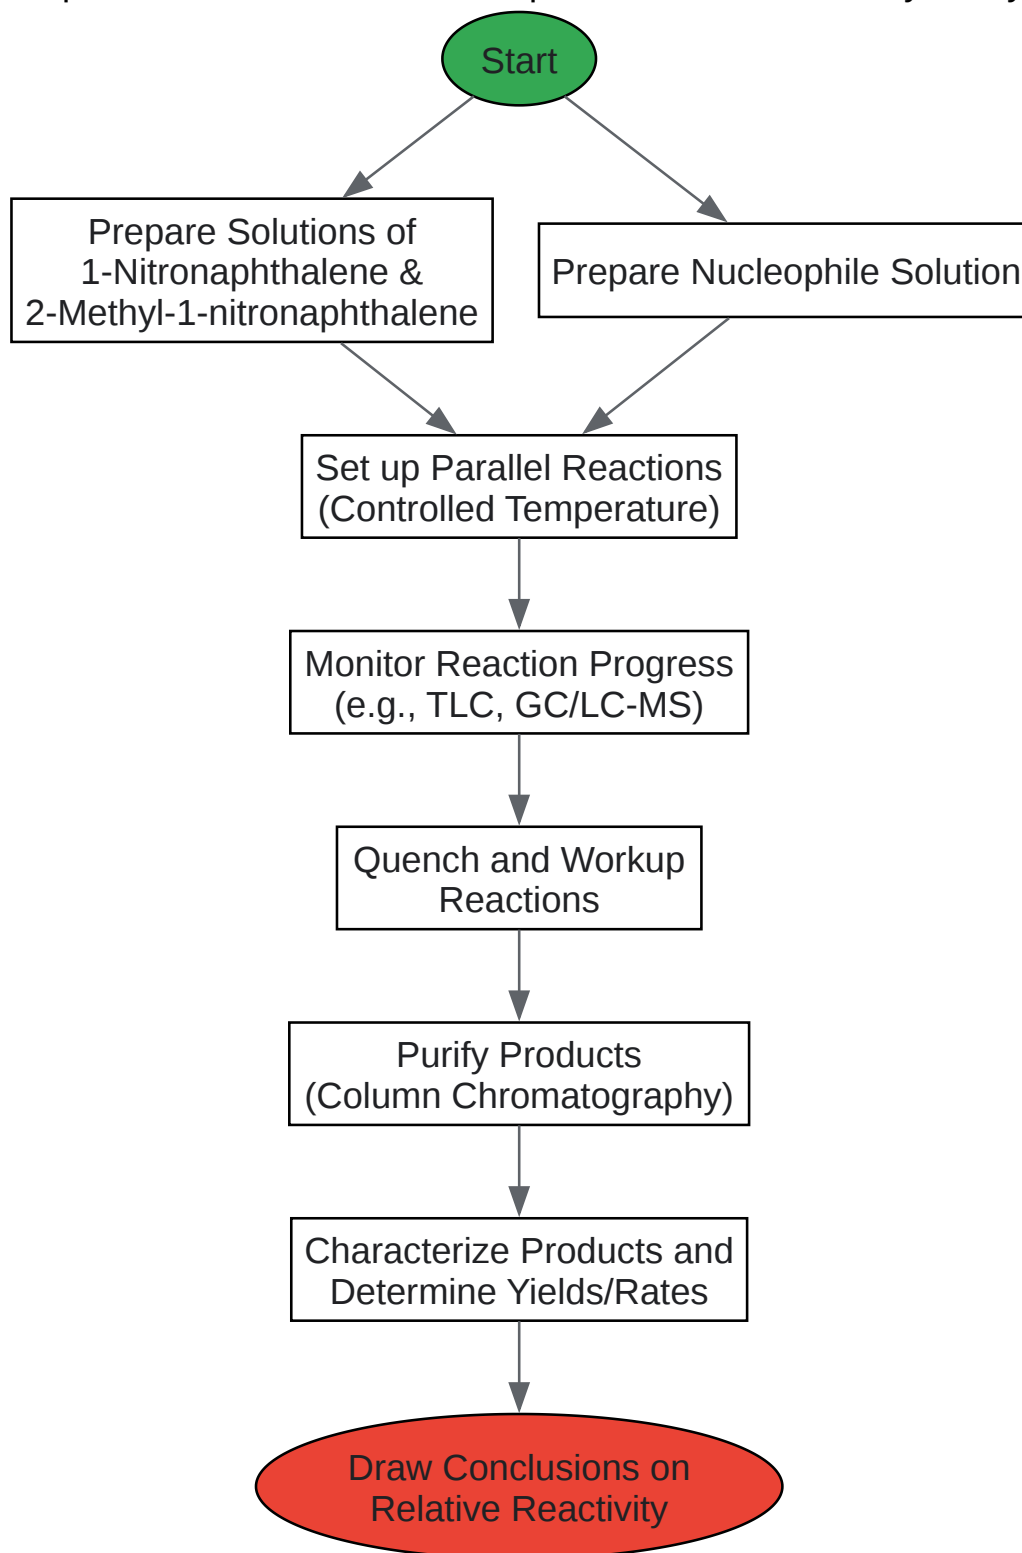 Start
Prepare Solutions of
1-Nitronaphthalene &
2-Methyl-1-nitronaphthalene
Prepare Nucleophile Solution
Set up Parallel Reactions
(Controlled Temperature)
Monitor Reaction Progress
(e.g., TLC, GC/LC-MS)
Quench and Workup
Reactions
Purify Products
(Column Chromatography)
Characterize Products and
Determine Yields/Rates
Draw Conclusions on
Relative Reactivity